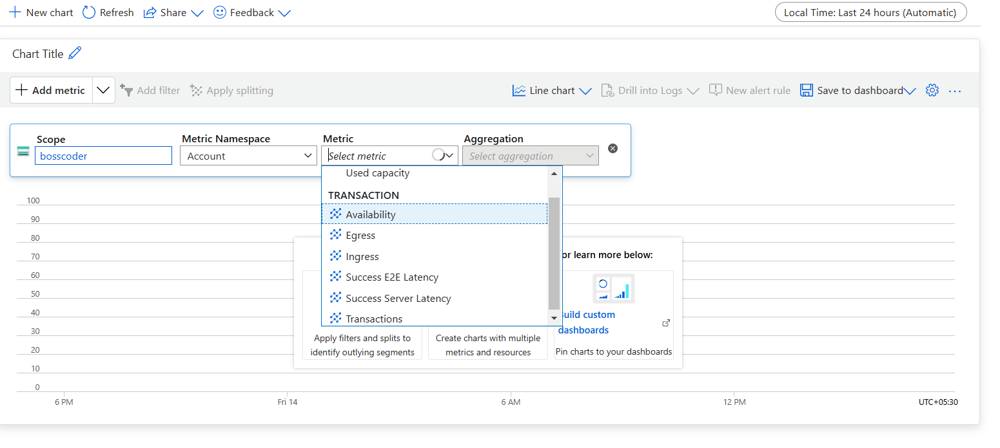 New chart Refresh Share Feedback Local Time: Last 24 hours (Automatic)
Chart Title
Add metric Add filter Apply splitting Line chart Drill into Logs New alert rule Save to dashboard ...
Scope Metric Namespace Metric Aggregation
bosscoder Account Select metric Select aggregation
Used capacity
TRANSACTION
Availability
Egress
Ingress
Success E2E Latency
Success Server Latency
Transactions
100
90
80
70
60
50
40
30
20
10
0
or learn more below:
Apply filters and splits to
identify outlying segments
Create charts with multiple
metrics and resources
uild custom
dashboards
Pin charts to your dashboards
6 PM Fri 14 6 AM 12 PM UTC+05:30